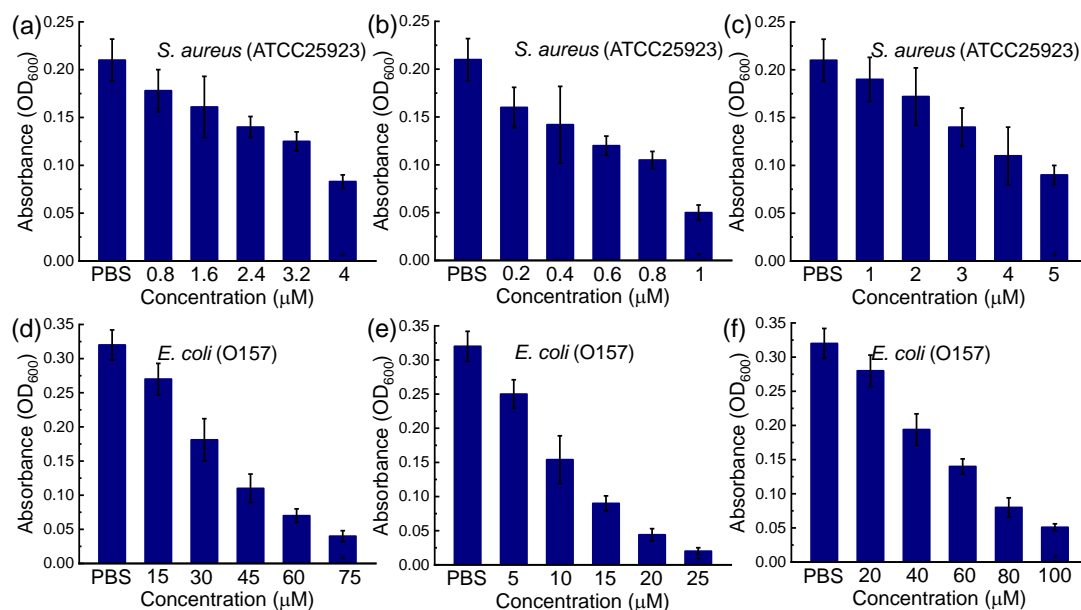 (a)
S. aureus (ATCC25923)
Absorbance (OD₆₀₀)
0.25
0.20
0.15
0.10
0.05
0.00
PBS 0.8 1.6 2.4 3.2 4
Concentration (μM)
(b)
S. aureus (ATCC25923)
Absorbance (OD₆₀₀)
0.25
0.20
0.15
0.10
0.05
0.00
PBS 0.2 0.4 0.6 0.8 1
Concentration (μM)
(c)
S. aureus (ATCC25923)
Absorbance (OD₆₀₀)
0.25
0.20
0.15
0.10
0.05
0.00
PBS 1 2 3 4 5
Concentration (μM)
(d)
E. coli (O157)
Absorbance (OD₆₀₀)
0.35
0.30
0.25
0.20
0.15
0.10
0.05
0.00
PBS 15 30 45 60 75
Concentration (μM)
(e)
E. coli (O157)
Absorbance (OD₆₀₀)
0.35
0.30
0.25
0.20
0.15
0.10
0.05
0.00
PBS 5 10 15 20 25
Concentration (μM)
(f)
E. coli (O157)
Absorbance (OD₆₀₀)
0.35
0.30
0.25
0.20
0.15
0.10
0.05
0.00
PBS 20 40 60 80 100
Concentration (μM)